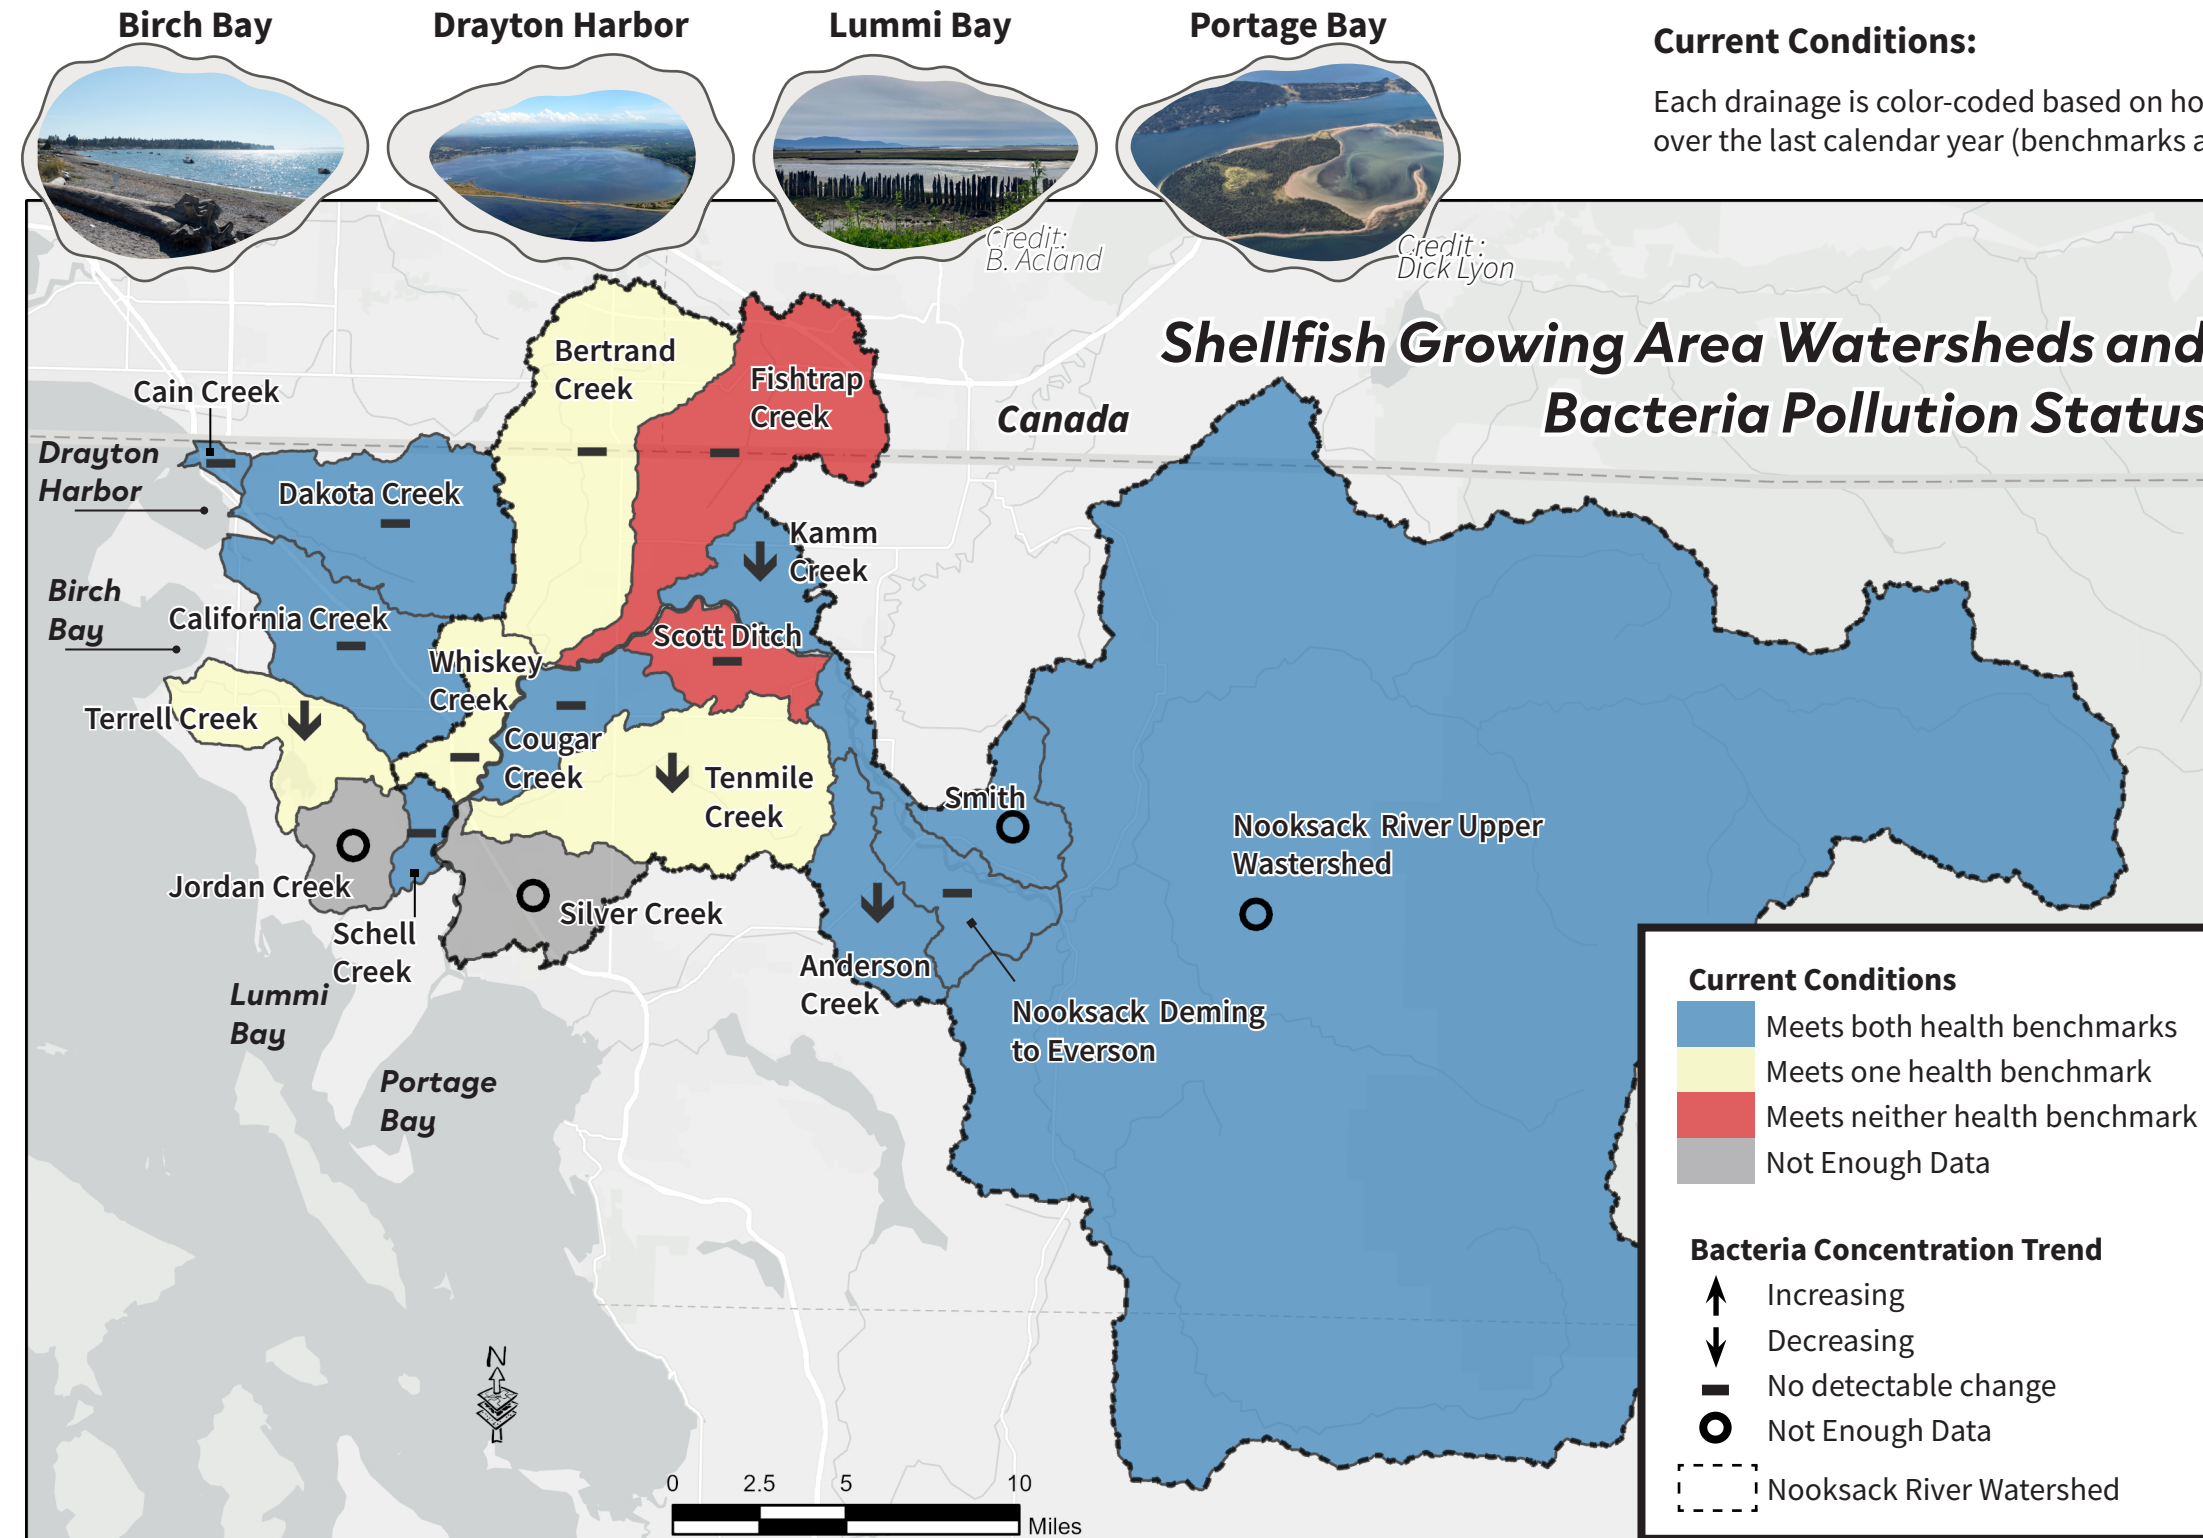 Birch Bay
Drayton Harbor
Lummi Bay
Portage Bay
Current Conditions:
Each drainage is color-coded based on ho
over the last calendar year (benchmarks a
Credit:
B. Acland
Credit :
Dick Lyon
Shellfish Growing Area Watersheds and
Bacteria Pollution Status
Canada
Bertrand
Creek
Fishtrap
Creek
Cain Creek
Drayton
Harbor
Dakota Creek
Kamm
Creek
Birch
Bay
California Creek
Scott Ditch
Whiskey
Creek
Terrell Creek
Cougar
Creek
Tenmile
Creek
Smith
Nooksack River Upper
Wastershed
Jordan Creek
Silver Creek
Schell
Creek
Anderson
Creek
Lummi
Bay
Nooksack Deming
to Everson
Portage
Bay
Current Conditions
Meets both health benchmarks
Meets one health benchmark
Meets neither health benchmark
Not Enough Data
Bacteria Concentration Trend
Increasing
Decreasing
No detectable change
Not Enough Data
Nooksack River Watershed
N
0 2.5 5 10
Miles